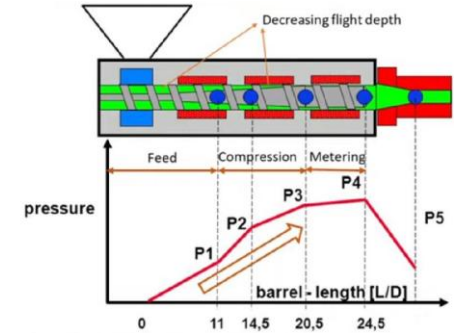 Decreasing flight depth
Feed Compression Metering
pressure
P1
P2
P3
P4
P5
barrel - length [L/D]
0 11 14,5 20,5 24,5